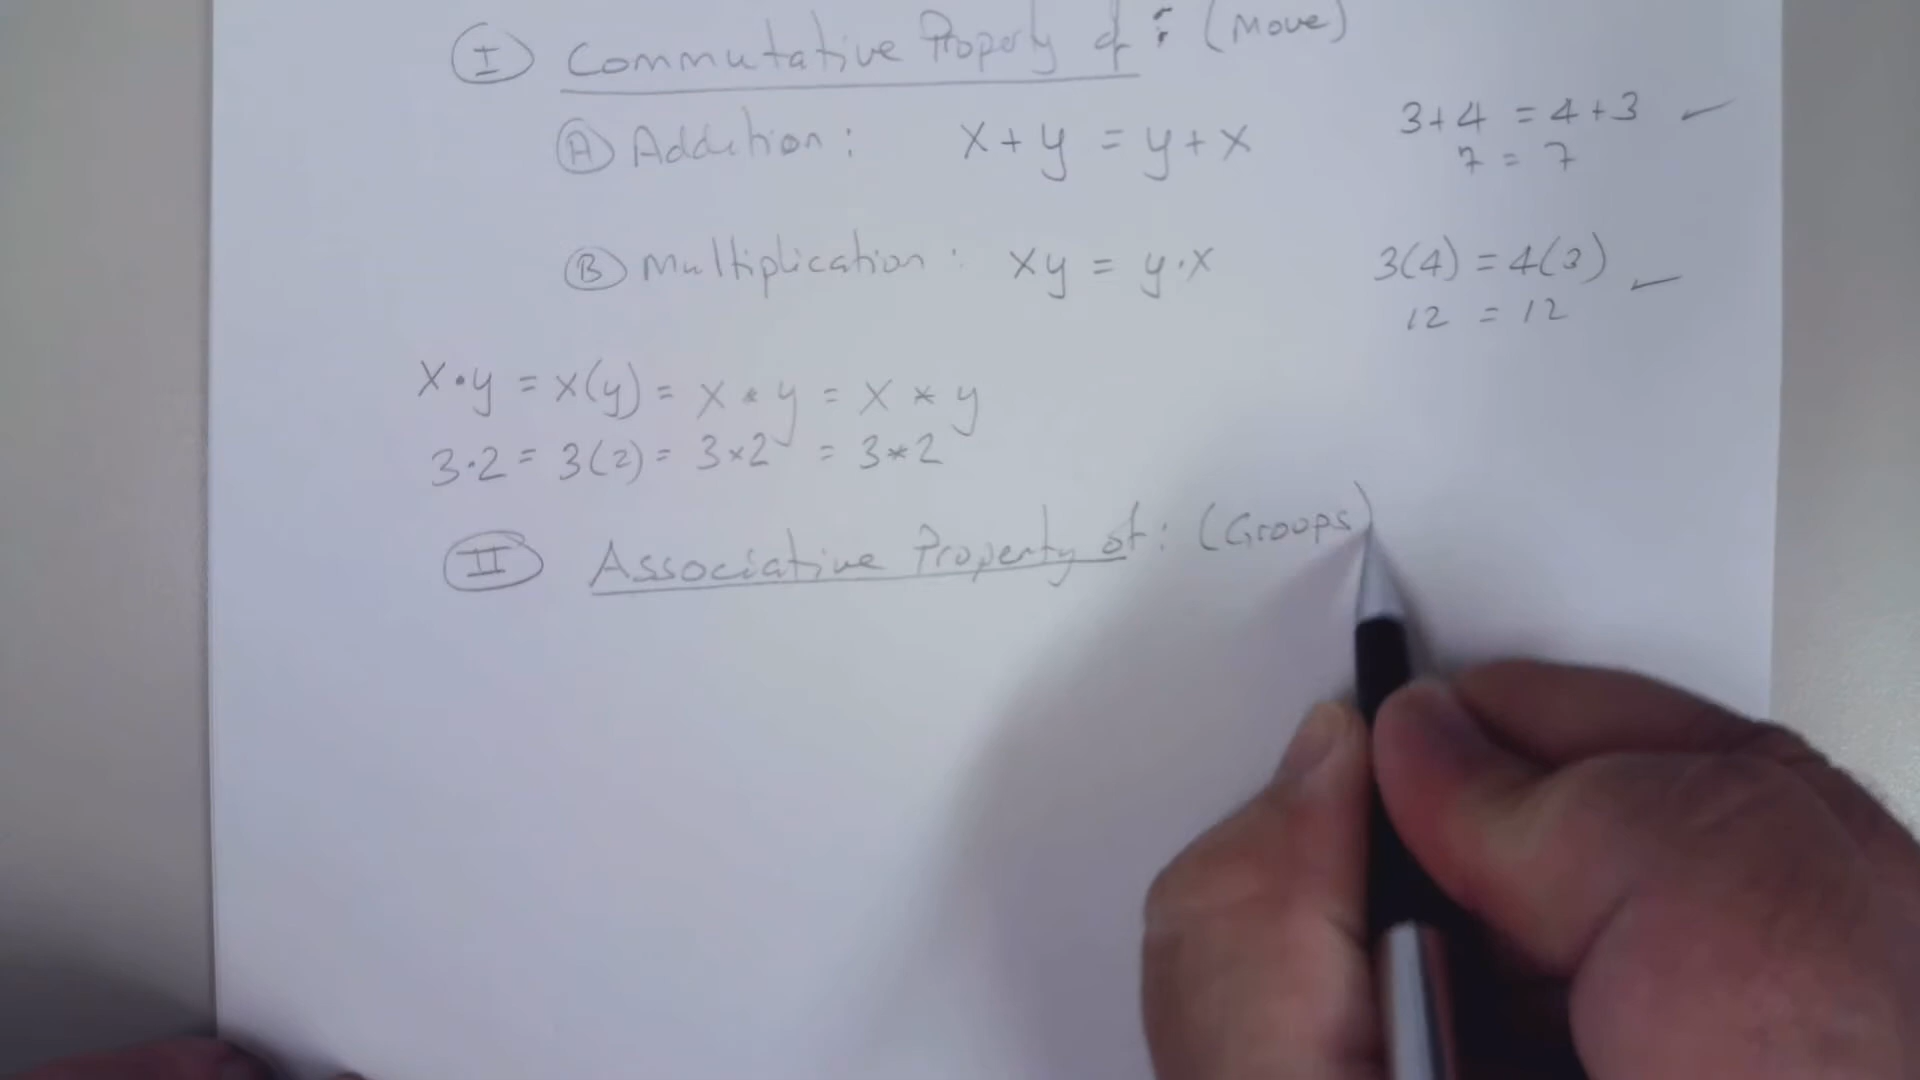 I Commutative Property of : (Move)
A Addition : x + y = y + x
3+4 = 4+3
7 = 7
B Multiplication : xy = y·x
3(4) = 4(3)
12 = 12
x·y = x(y) = x * y = x * y
3·2 = 3(2) = 3×2 = 3*2
II Associative Property of : (Groups)